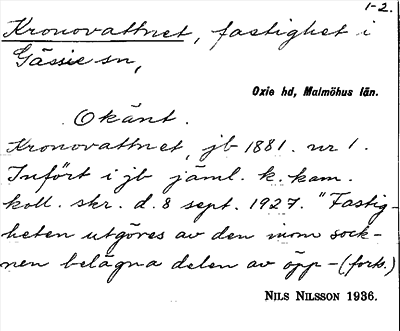 1-2.
Kronovattnet, fastighet i
Gässie sn,
Oxie hd, Malmöhus län.
Okänt.
Kronovattnet, jb 1881. nr 1.
Infört i jb jäml. k. kam.
koll. skr. d. 8 sept. 1927. "Fastig-
heten utgöres av den inom sock-
nen belägna delen av öpp-(forts.)
NILS NILSSON 1936.